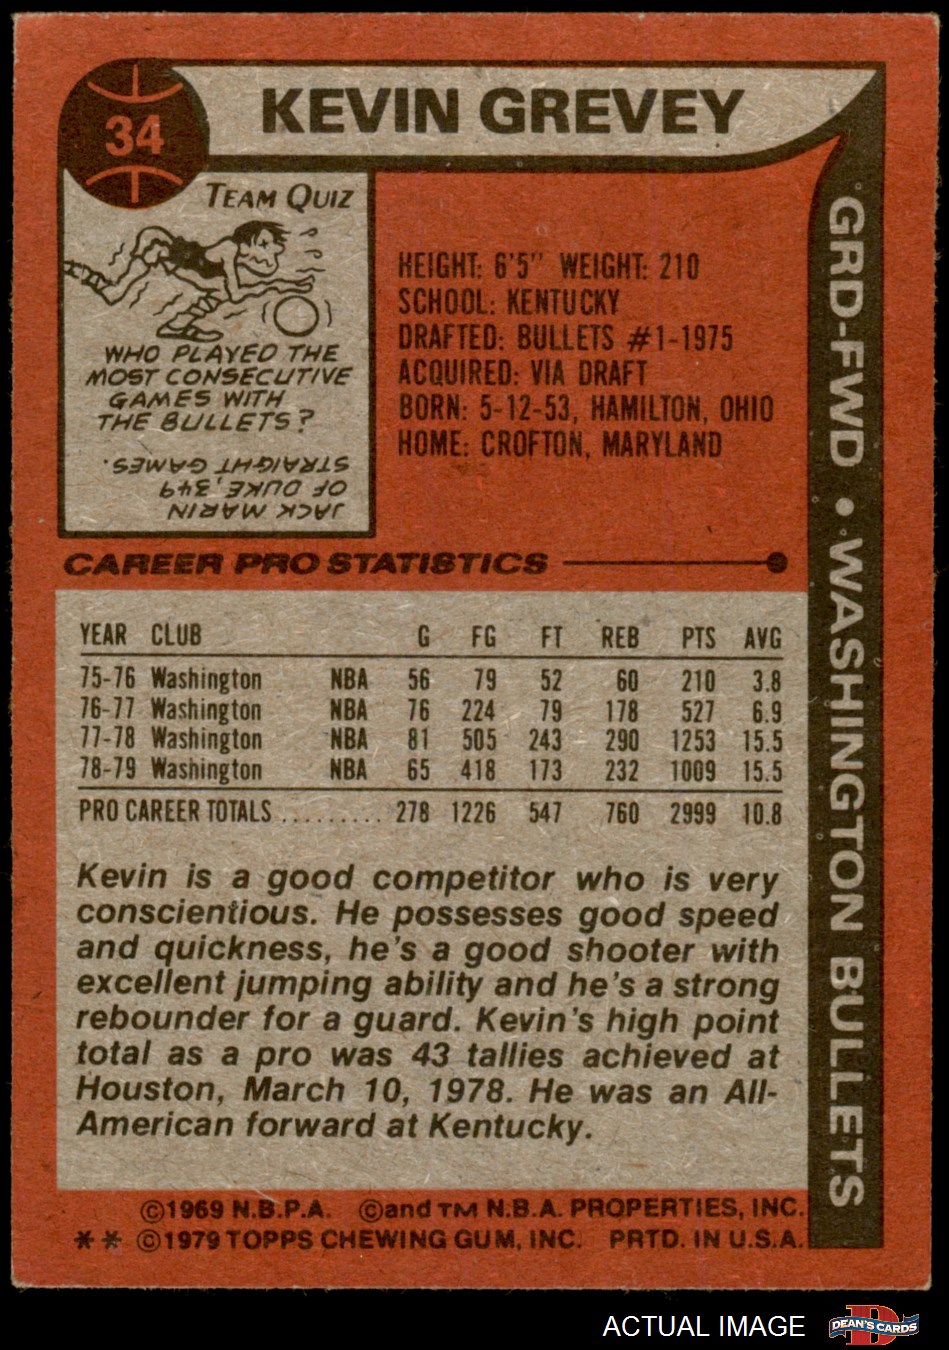 34
KEVIN GREVEY
TEAM QUIZ
WHO PLAYED THE
MOST CONSECUTIVE
GAMES WITH
THE BULLETS?
JACK MARIN
OF DUKE, 349
STRAIGHT GAMES.
HEIGHT: 6'5" WEIGHT: 210
SCHOOL: KENTUCKY
DRAFTED: BULLETS #1-1975
ACQUIRED: VIA DRAFT
BORN: 5-12-53, HAMILTON, OHIO
HOME: CROFTON, MARYLAND
GRD-FWD • WASHINGTON BULLETS
CAREER PRO STATISTICS
YEAR CLUB G FG FT REB PTS AVG
75-76 Washington NBA 56 79 52 60 210 3.8
76-77 Washington NBA 76 224 79 178 527 6.9
77-78 Washington NBA 81 505 243 290 1253 15.5
78-79 Washington NBA 65 418 173 232 1009 15.5
PRO CAREER TOTALS ......... 278 1226 547 760 2999 10.8
Kevin is a good competitor who is very
conscientious. He possesses good speed
and quickness, he's a good shooter with
excellent jumping ability and he's a strong
rebounder for a guard. Kevin's high point
total as a pro was 43 tallies achieved at
Houston, March 10, 1978. He was an All-
American forward at Kentucky.
©1969 N.B.P.A. ©and TM N.B.A. PROPERTIES, INC.
** ©1979 TOPPS CHEWING GUM, INC. PRTD. IN U.S.A.
ACTUAL IMAGE
D
DEAN'S CARDS